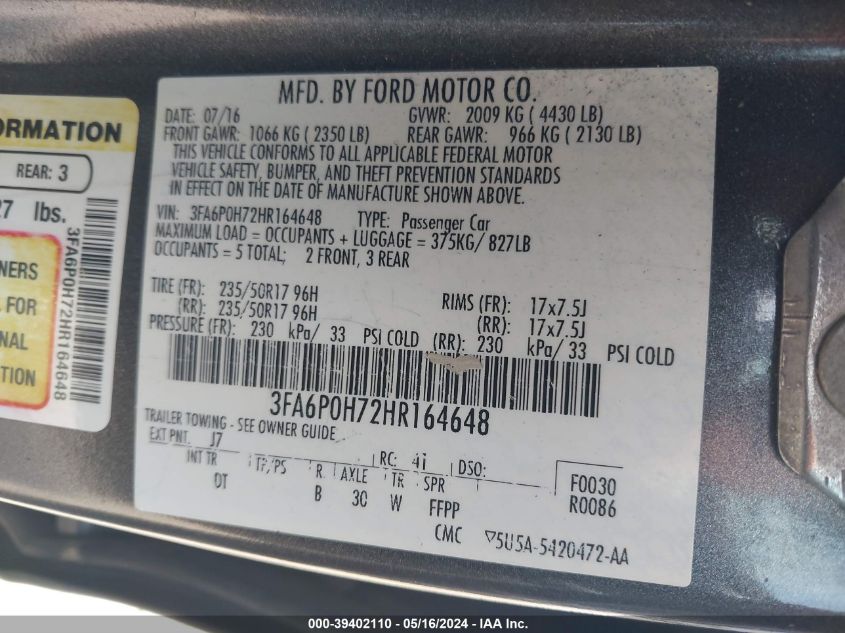 ORMATION
REAR: 3
27 lbs.
NERS
L FOR
NAL
TION
3FA6P0H72HR164648
MFD. BY FORD MOTOR CO.
DATE: 07/16 GVWR: 2009 KG ( 4430 LB)
FRONT GAWR: 1066 KG ( 2350 LB) REAR GAWR: 966 KG ( 2130 LB)
THIS VEHICLE CONFORMS TO ALL APPLICABLE FEDERAL MOTOR
VEHICLE SAFETY, BUMPER, AND THEFT PREVENTION STANDARDS
IN EFFECT ON THE DATE OF MANUFACTURE SHOWN ABOVE.
VIN: 3FA6P0H72HR164648 TYPE: Passenger Car
MAXIMUM LOAD = OCCUPANTS + LUGGAGE = 375KG/ 827LB
OCCUPANTS = 5 TOTAL; 2 FRONT, 3 REAR
TIRE (FR): 235/50R17 96H RIMS (FR): 17x7.5J
(RR): 235/50R17 96H (RR): 17x7.5J
PRESSURE (FR): 230 kPa/ 33 PSI COLD (RR): 230 kPa/ 33 PSI COLD
3FA6P0H72HR164648
TRAILER TOWING - SEE OWNER GUIDE
EXT PNT: J7 RC: 41 DSO: F0030
INT TR TP/PS R AXLE TR SPR R0086
DT B 30 W FFPP
CMC ▽5U5A-5420472-AA
000-39402110 - 05/16/2024 - IAA Inc.